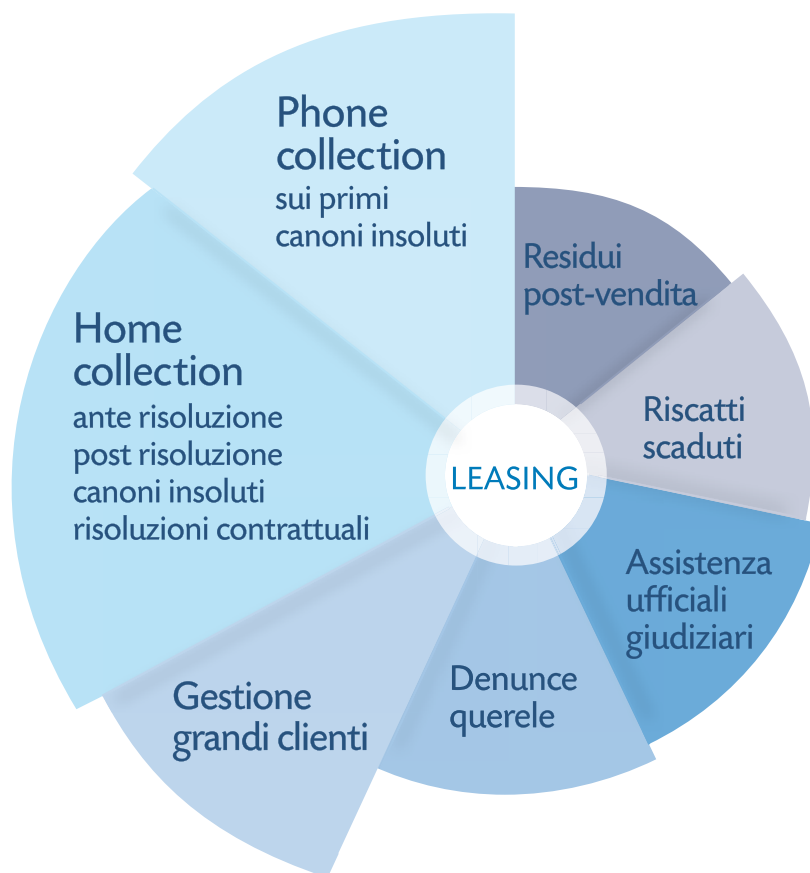 Phone
collection
sui primi
canoni insoluti
Residui
post-vendita
Home
collection
ante risoluzione
post risoluzione
canoni insoluti
risoluzioni contrattuali
Riscatti
scaduti
LEASING
Assistenza
ufficiali
giudiziari
Gestione
grandi clienti
Denunce
querele